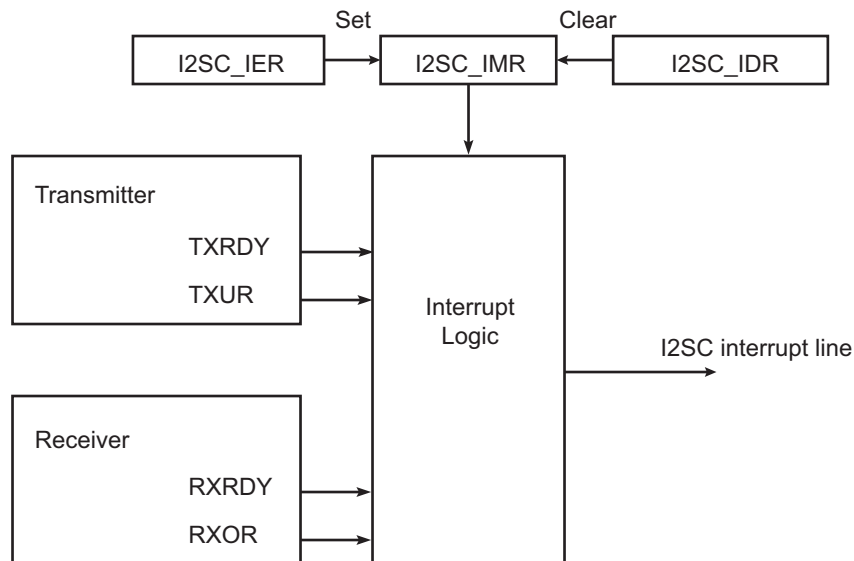 Set
Clear
I2SC_IER
I2SC_IMR
I2SC_IDR
Transmitter
TXRDY
TXUR
Interrupt
Logic
I2SC interrupt line
Receiver
RXRDY
RXOR